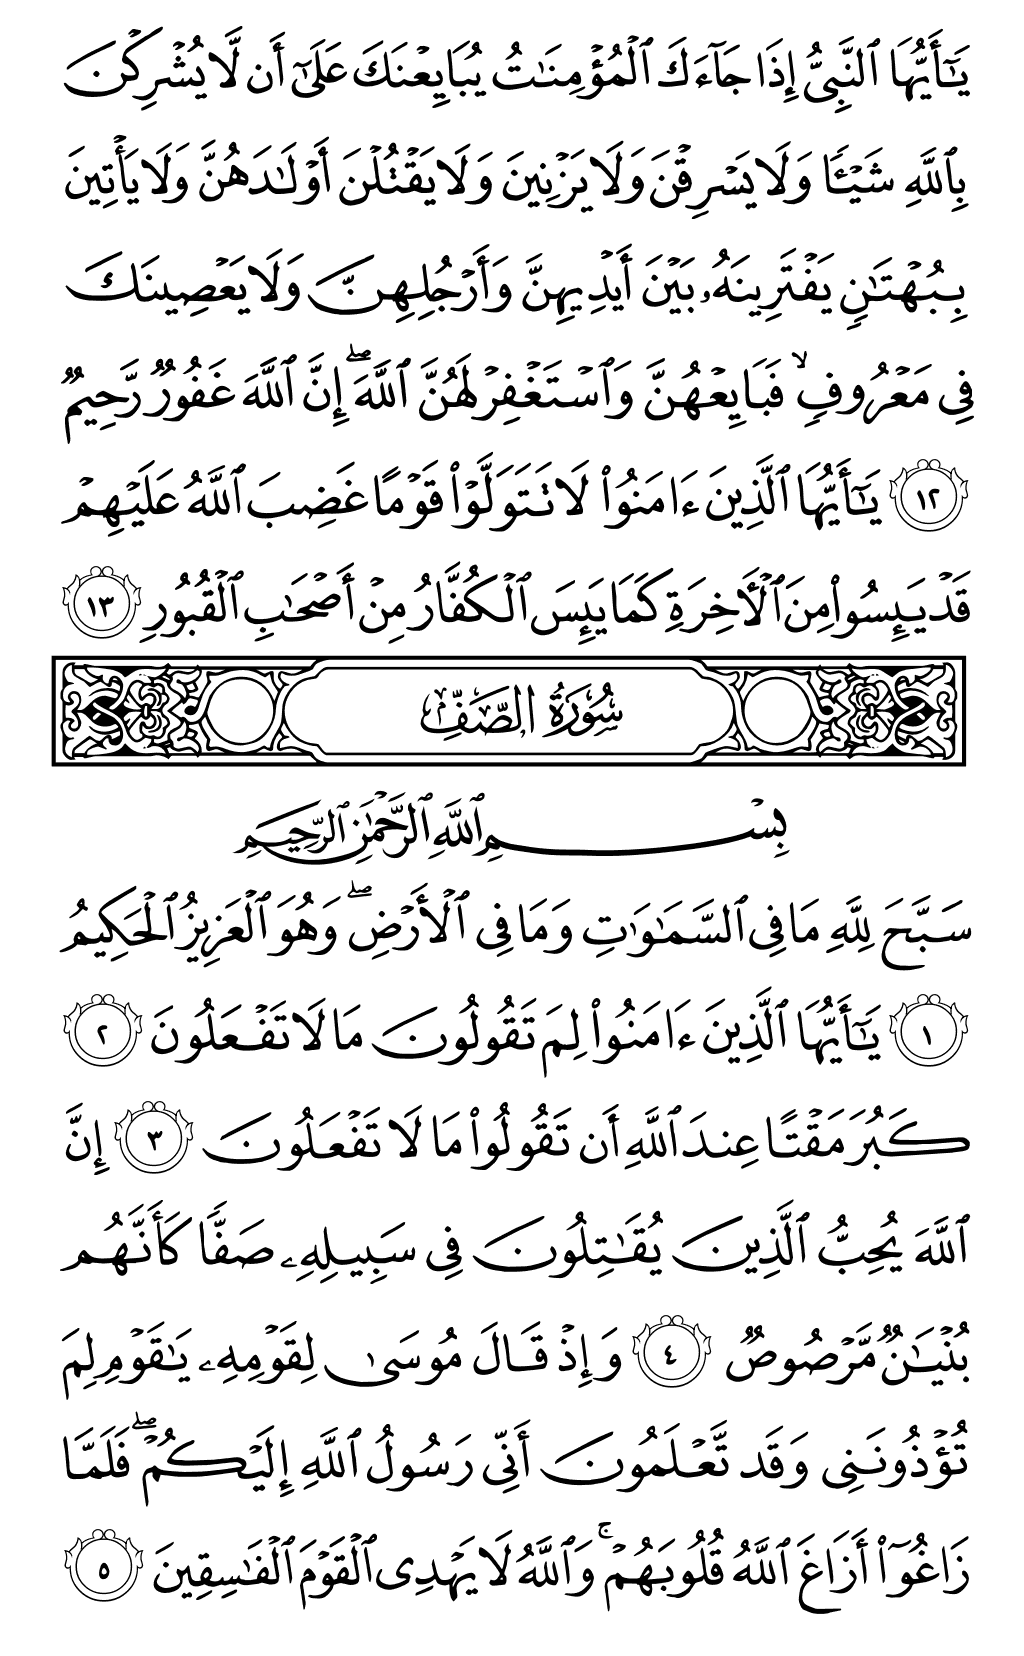 يَـٰٓأَيُّهَا ٱلنَّبِىُّ إِذَا جَآءَكَ ٱلْمُؤْمِنَـٰتُ يُبَايِعْنَكَ عَلَىٰٓ أَن لَّا يُشْرِكْنَ
بِٱللَّهِ شَيْـًٔا وَلَا يَسْرِقْنَ وَلَا يَزْنِينَ وَلَا يَقْتُلْنَ أَوْلَـٰدَهُنَّ وَلَا يَأْتِينَ
بِبُهْتَـٰنٍ يَفْتَرِينَهُۥ بَيْنَ أَيْدِيهِنَّ وَأَرْجُلِهِنَّ وَلَا يَعْصِينَكَ
فِى مَعْرُوفٍ ۙ فَبَايِعْهُنَّ وَٱسْتَغْفِرْ لَهُنَّ ٱللَّهَ ۖ إِنَّ ٱللَّهَ غَفُورٌ رَّحِيمٌ
١٢ يَـٰٓأَيُّهَا ٱلَّذِينَ ءَامَنُوا۟ لَا تَتَوَلَّوْا۟ قَوْمًا غَضِبَ ٱللَّهُ عَلَيْهِمْ
قَدْ يَئِسُوا۟ مِنَ ٱلْـَٔاخِرَةِ كَمَا يَئِسَ ٱلْكُفَّارُ مِنْ أَصْحَـٰبِ ٱلْقُبُورِ ١٣
سُورَةُ الصَّفِّ
بِسْمِ ٱللَّهِ ٱلرَّحْمَـٰنِ ٱلرَّحِيمِ
سَبَّحَ لِلَّهِ مَا فِى ٱلسَّمَـٰوَٰتِ وَمَا فِى ٱلْأَرْضِ ۖ وَهُوَ ٱلْعَزِيزُ ٱلْحَكِيمُ
١ يَـٰٓأَيُّهَا ٱلَّذِينَ ءَامَنُوا۟ لِمَ تَقُولُونَ مَا لَا تَفْعَلُونَ ٢
كَبُرَ مَقْتًا عِندَ ٱللَّهِ أَن تَقُولُوا۟ مَا لَا تَفْعَلُونَ ٣ إِنَّ
ٱللَّهَ يُحِبُّ ٱلَّذِينَ يُقَـٰتِلُونَ فِى سَبِيلِهِۦ صَفًّا كَأَنَّهُم
بُنْيَـٰنٌ مَّرْصُوصٌ ٤ وَإِذْ قَالَ مُوسَىٰ لِقَوْمِهِۦ يَـٰقَوْمِ لِمَ
تُؤْذُونَنِى وَقَد تَّعْلَمُونَ أَنِّى رَسُولُ ٱللَّهِ إِلَيْكُمْ ۖ فَلَمَّا
زَاغُوٓا۟ أَزَاغَ ٱللَّهُ قُلُوبَهُمْ ۚ وَٱللَّهُ لَا يَهْدِى ٱلْقَوْمَ ٱلْفَـٰسِقِينَ ٥